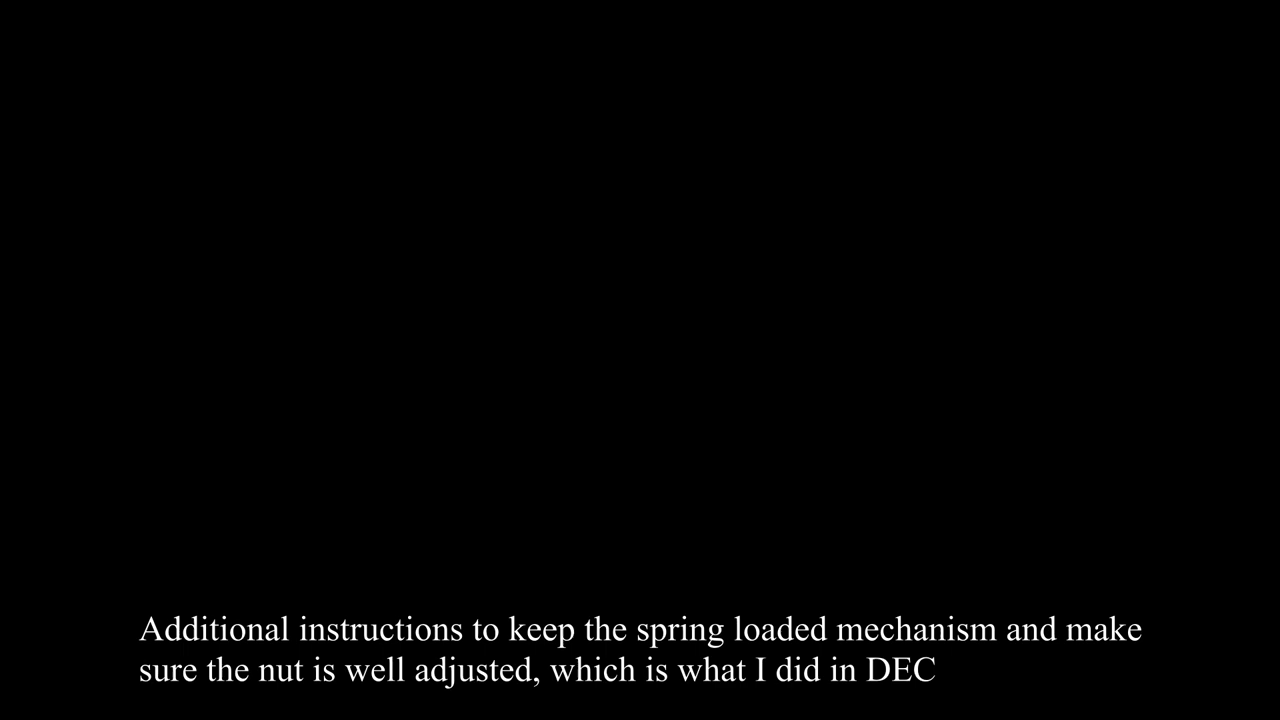 Additional instructions to keep the spring loaded mechanism and make
sure the nut is well adjusted, which is what I did in DEC